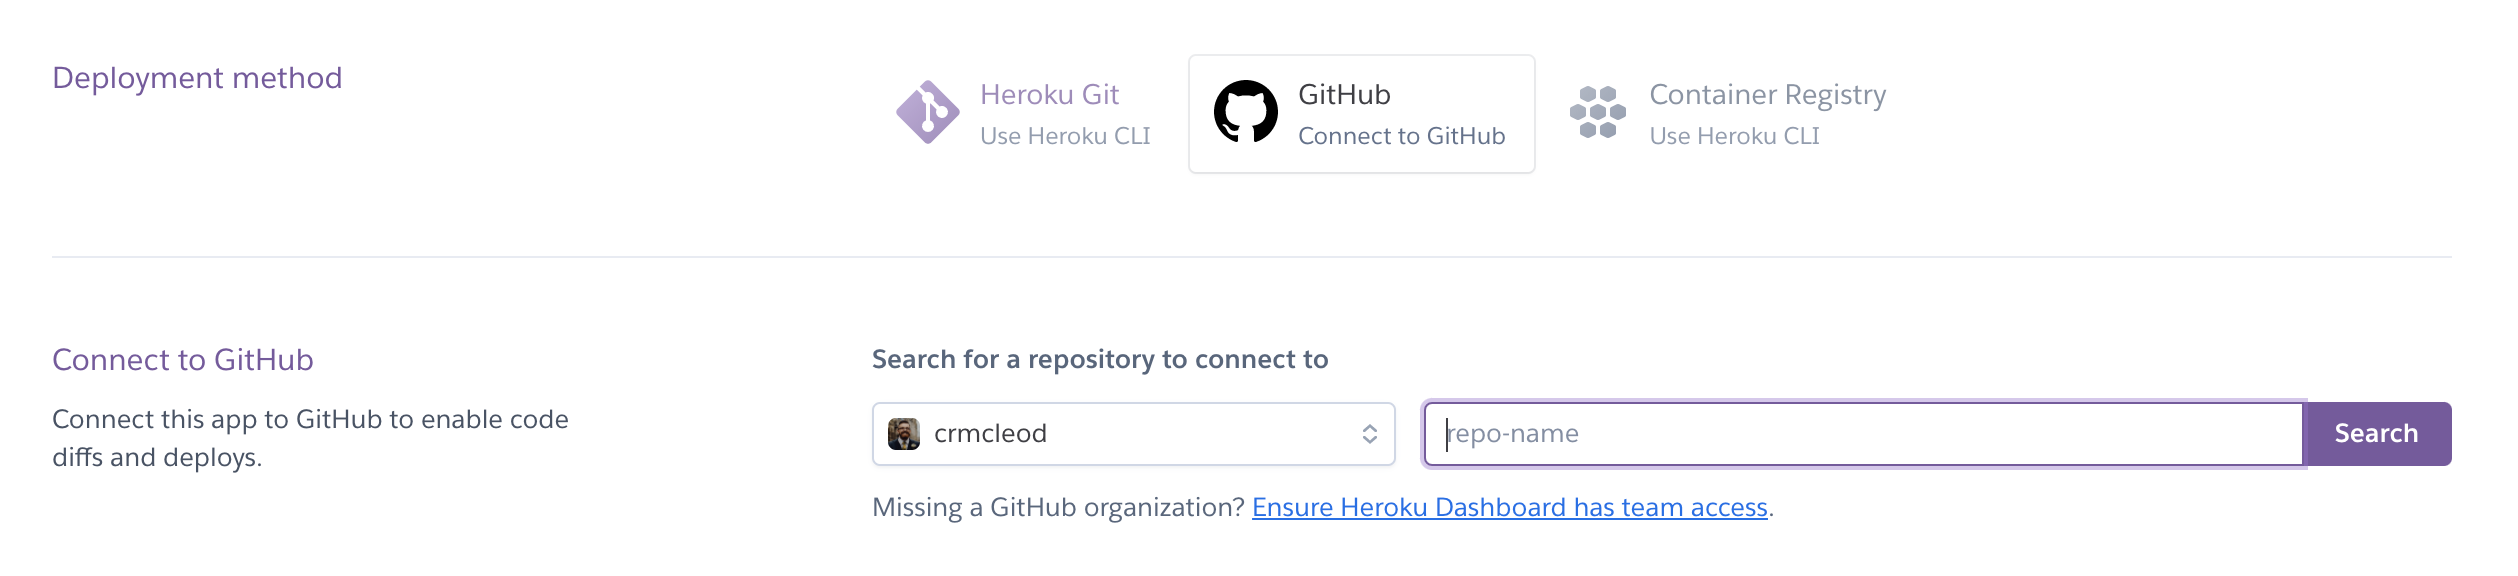 Deployment method
Heroku Git
Use Heroku CLI
GitHub
Connect to GitHub
Container Registry
Use Heroku CLI
Connect to GitHub
Connect this app to GitHub to enable code
diffs and deploys.
Search for a repository to connect to
crmcleod
repo-name
Search
Missing a GitHub organization? Ensure Heroku Dashboard has team access.